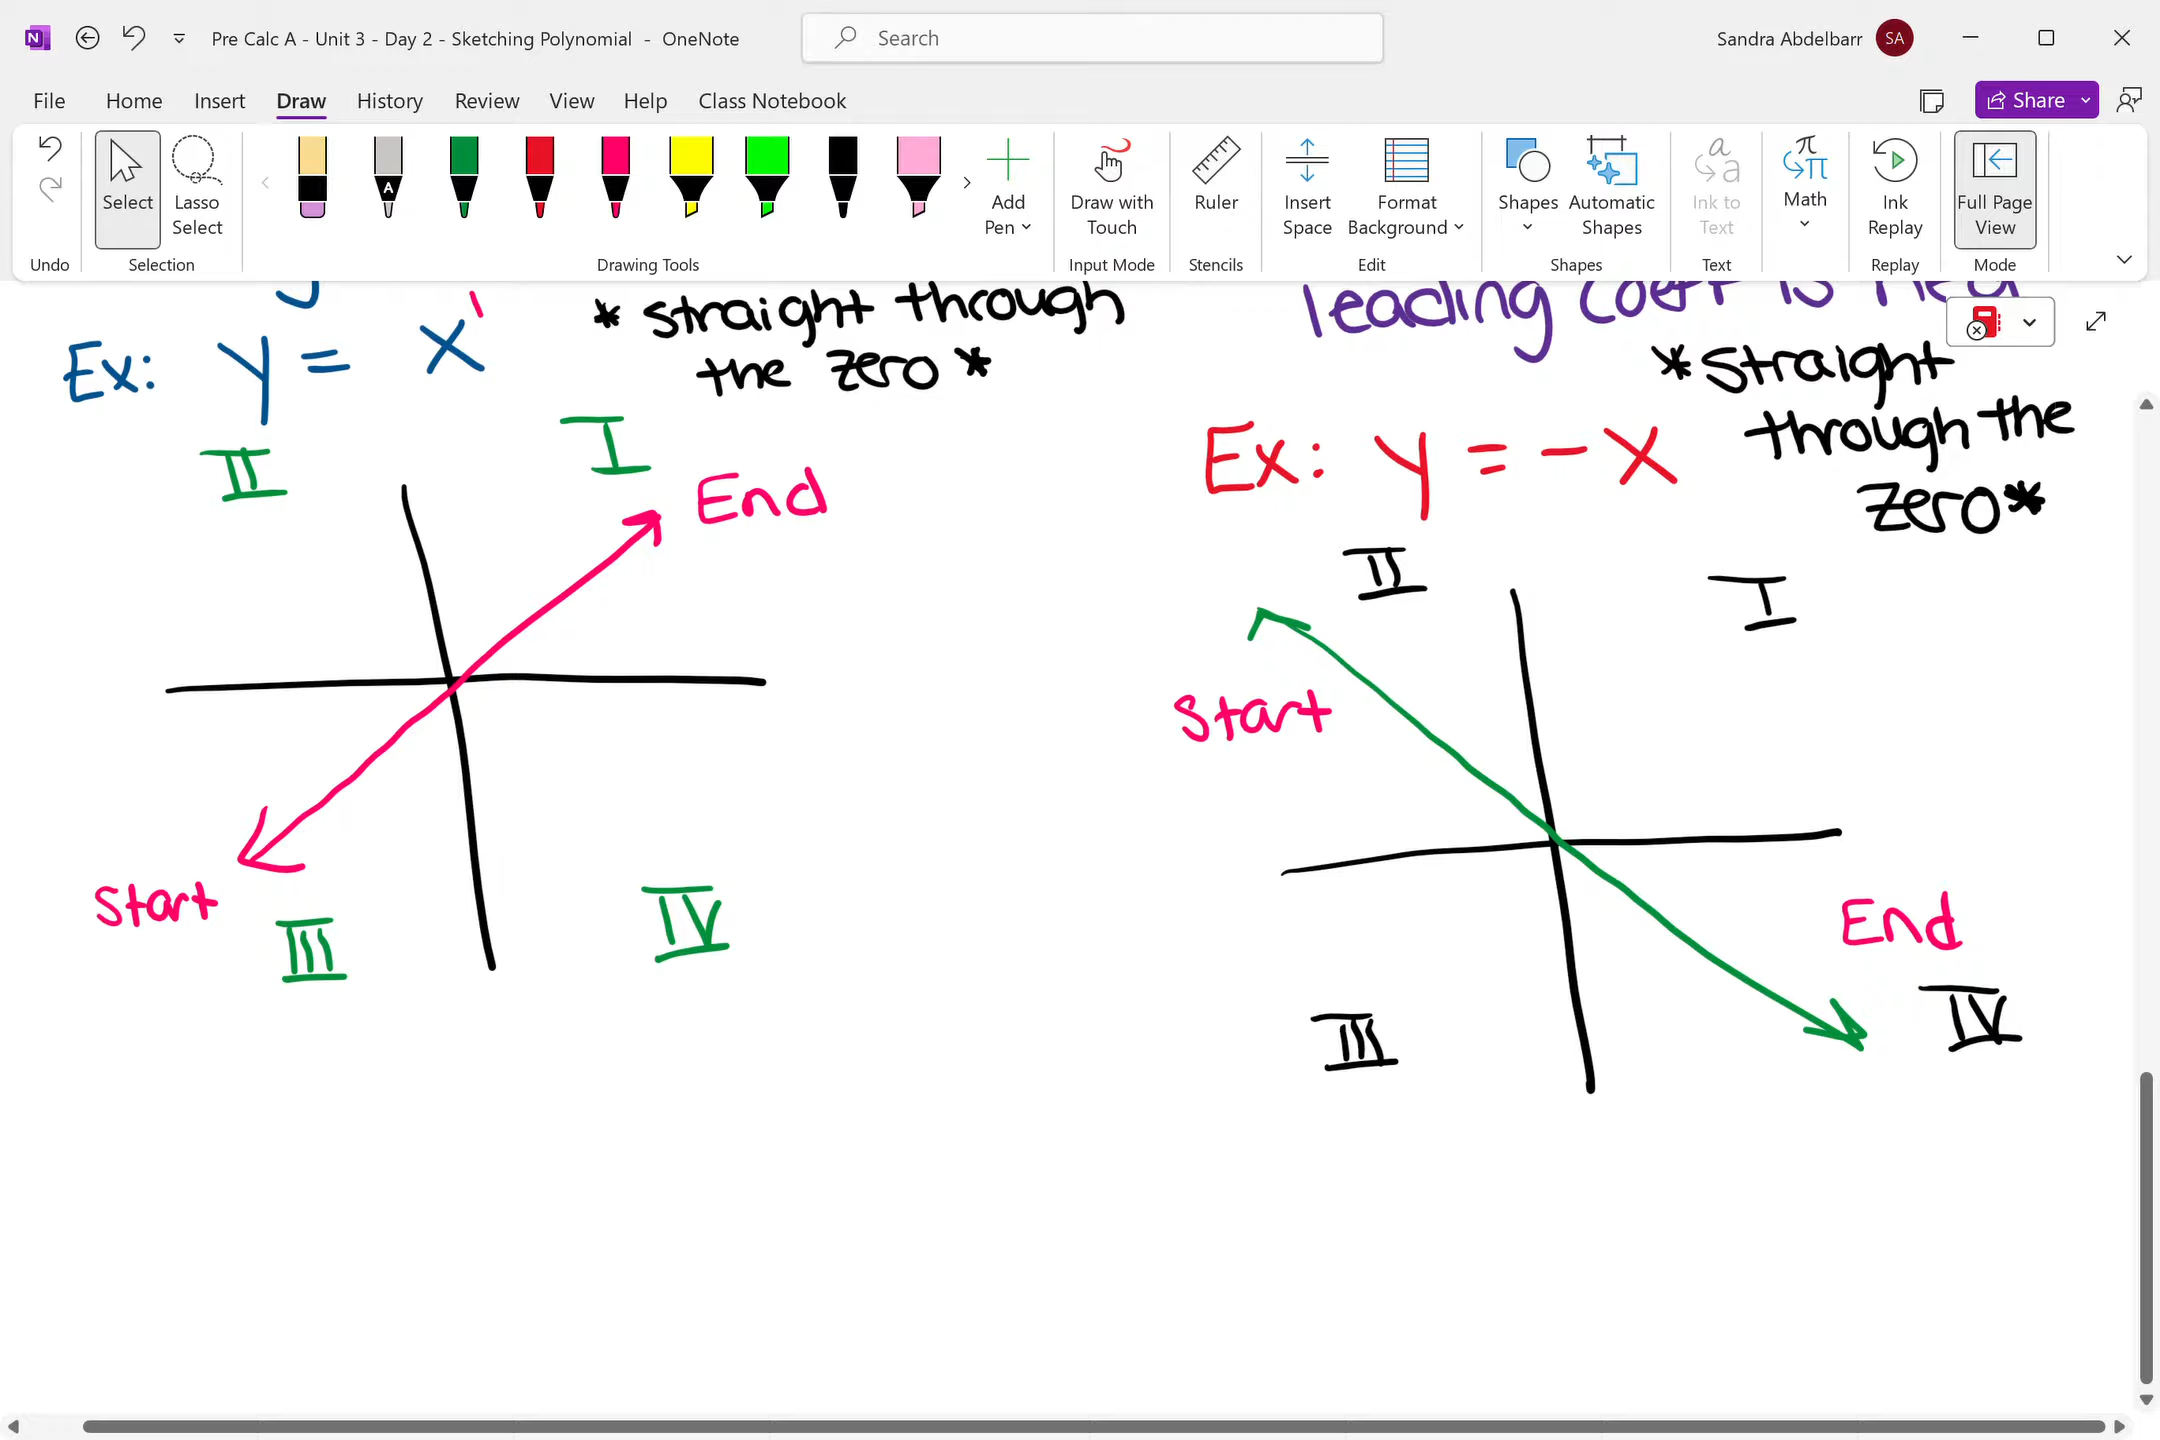 Pre Calc A - Unit 3 - Day 2 - Sketching Polynomial - OneNote
Search
Sandra Abdelbarr
SA
File
Home
Insert
Draw
History
Review
View
Help
Class Notebook
Share
Undo
Select
Lasso Select
Selection
A
Drawing Tools
Add Pen
Draw with Touch
Input Mode
Ruler
Stencils
Insert Space
Format Background
Edit
Shapes
Automatic Shapes
Shapes
a
a
Ink to Text
Text
π
π
Math
Ink Replay
Replay
Full Page View
Mode
Ex: y = x¹
* straight through
the zero *
II
I
End
Start
III
IV
leading coeff is
* straight
through the
zero *
Ex: y = - x
II
I
Start
End
III
IV